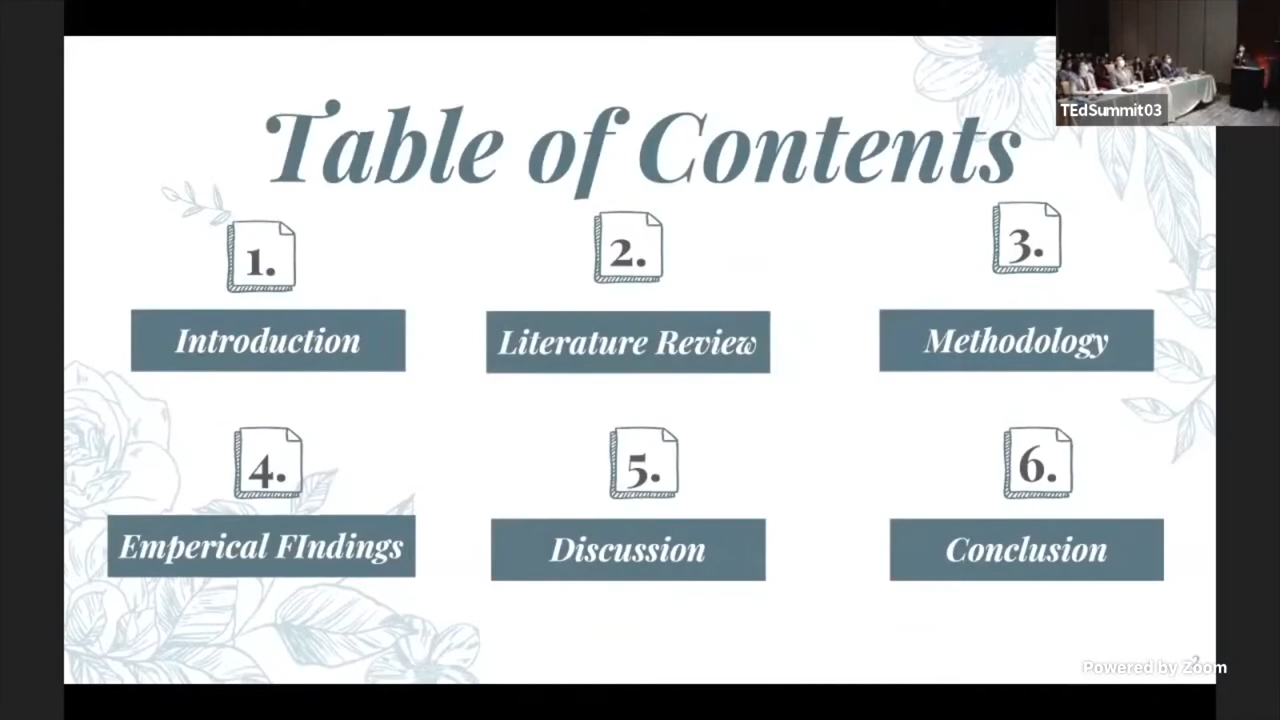 TEdSummit03
Table of Contents
1.
2.
3.
Introduction
Literature Review
Methodology
4.
5.
6.
Emperical FIndings
Discussion
Conclusion
2
Powered by Zoom